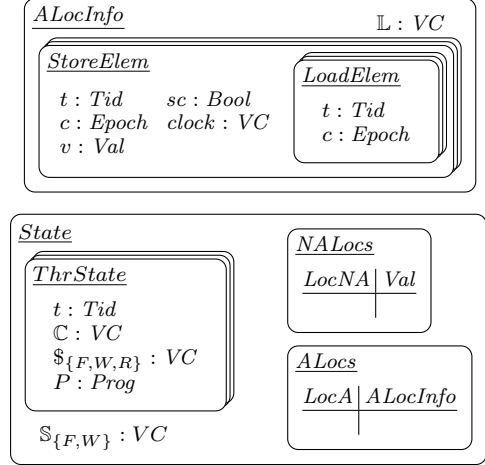 ALocInfo 𝕃 : VC
StoreElem
t : Tid sc : Bool
c : Epoch clock : VC
v : Val
LoadElem
t : Tid
c : Epoch
State
ThrState
t : Tid
ℂ : VC
$_{F,W,R} : VC
P : Prog
𝕊_{F,W} : VC
NALocs
LocNA Val
ALocs
LocA ALocInfo